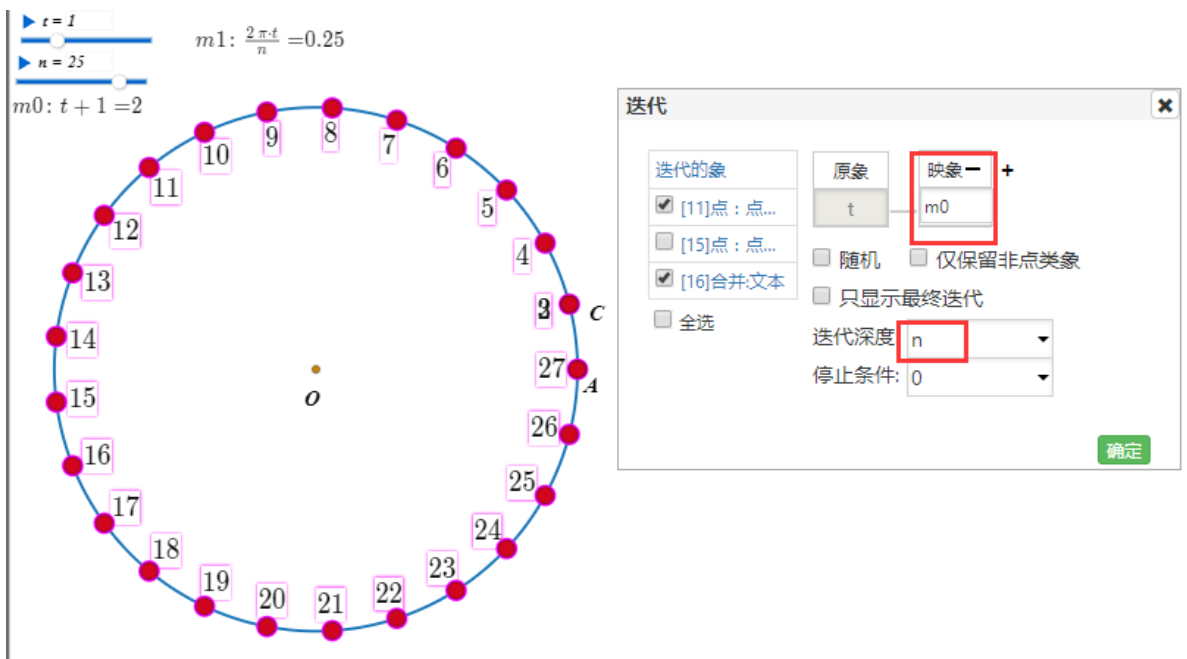 t = 1
m1: \frac{2 π·t}{n} =0.25
n = 25
m0: t + 1 =2
9
8
7
10
6
11
5
12
4
13
3
C
14
27
A
15
O
26
16
25
17
24
18
23
19
20
21
22
迭代
迭代的象
[11]点：点...
[15]点：点...
[16]合并:文本
全选
原象
映象
t
m0
随机
仅保留非点类象
只显示最终迭代
迭代深度
n
停止条件:
0
确定